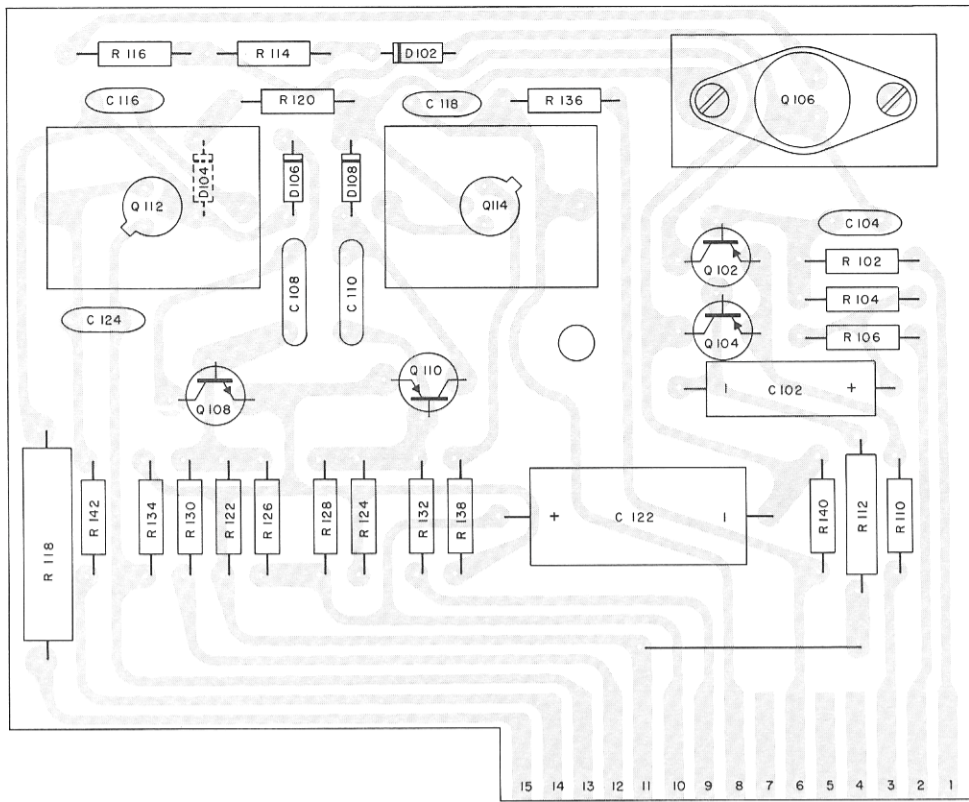 R 116
R 114
D102
C 116
R 120
C 118
R 136
Q 106
D104
D106
D108
Q 112
Q114
C 104
Q 102
R 102
C 108
C 110
R 104
C 124
Q 104
R 106
Q 110
Q 108
C 102
+
R 118
R 142
R 134
R 130
R 122
R 126
R 128
R 124
R 132
R 138
+
C 122
R 140
R 112
R 110
15 14 13 12 11 10 9 8 7 6 5 4 3 2 1